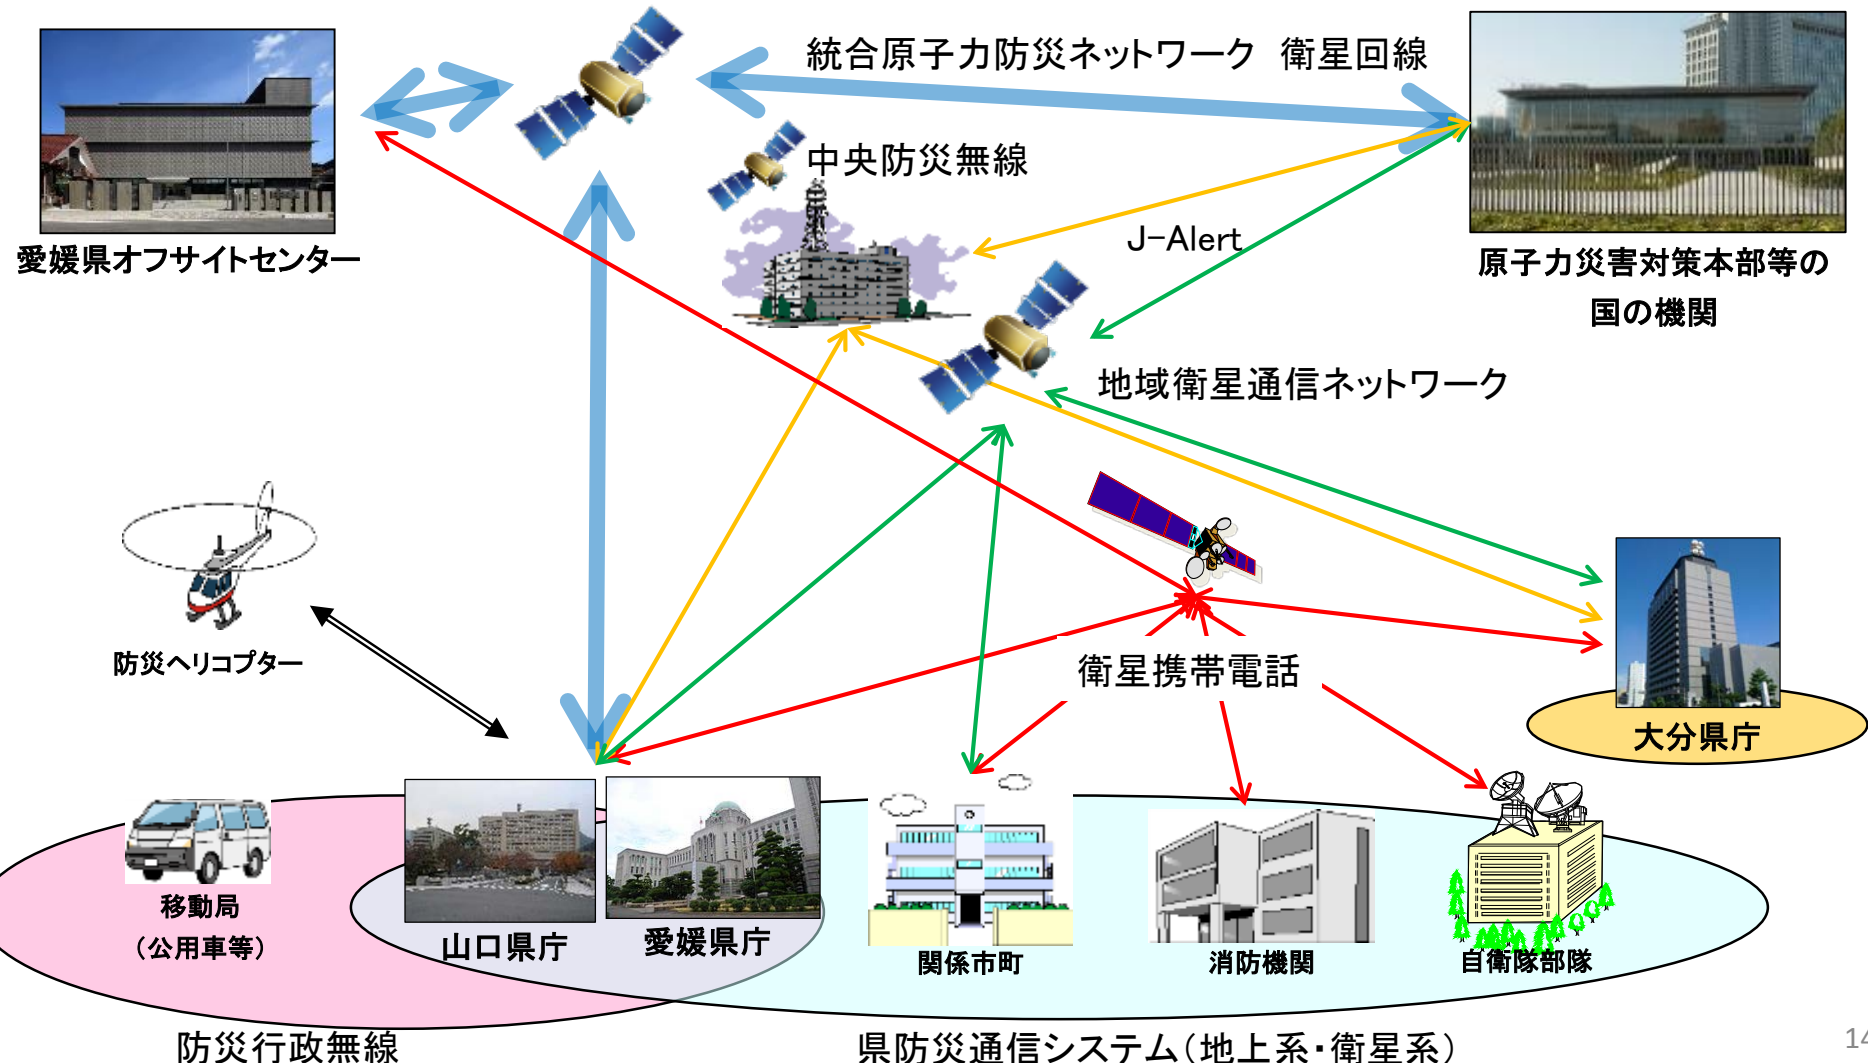 統合原子力防災ネットワーク　衛星回線
中央防災無線
愛媛県オフサイトセンター
J-Alert
原子力災害対策本部等の
国の機関
地域衛星通信ネットワーク
防災ヘリコプター
衛星携帯電話
大分県庁
移動局
（公用車等）
山口県庁
愛媛県庁
関係市町
消防機関
自衛隊部隊
防災行政無線
県防災通信システム（地上系・衛星系）
14